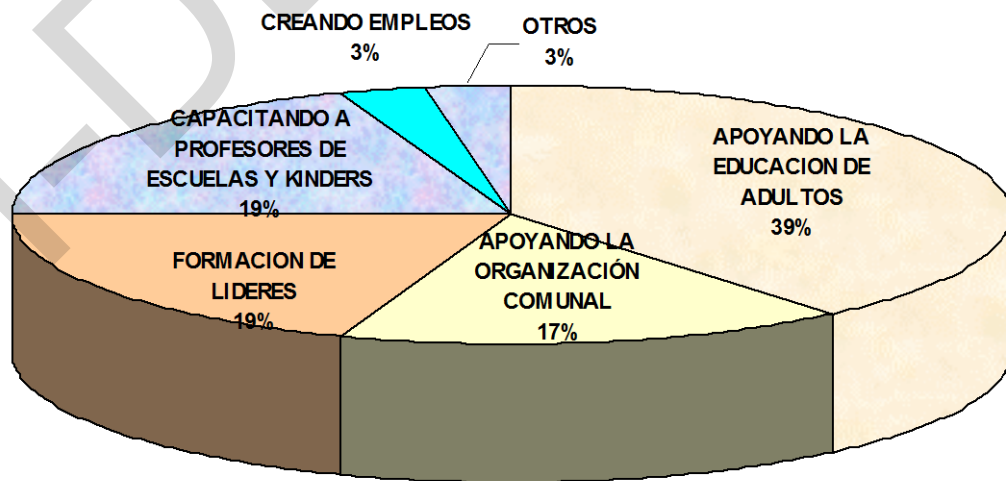 CREANDO EMPLEOS
3%
OTROS
3%
CAPACITANDO A
PROFESORES DE
ESCUELAS Y KINDERS
19%
APOYANDO LA
EDUCACION DE
ADULTOS
39%
FORMACION DE
LIDERES
19%
APOYANDO LA
ORGANIZACIÓN
COMUNAL
17%